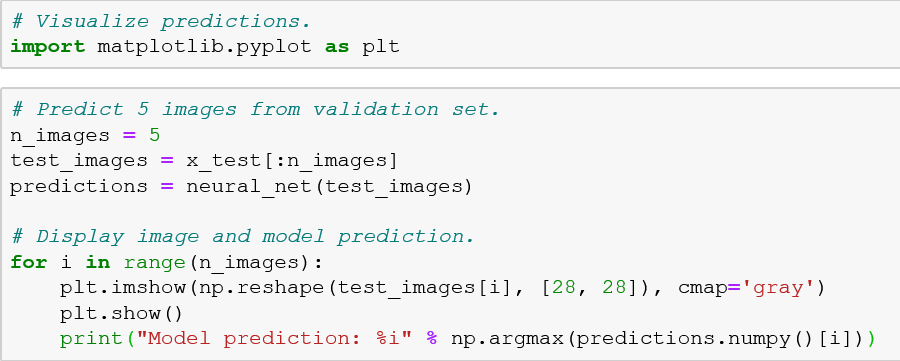 # Visualize predictions.
import matplotlib.pyplot as plt
# Predict 5 images from validation set.
n_images = 5
test_images = x_test[:n_images]
predictions = neural_net(test_images)
# Display image and model prediction.
for i in range(n_images):
    plt.imshow(np.reshape(test_images[i], [28, 28]), cmap='gray')
    plt.show()
    print("Model prediction: %i" % np.argmax(predictions.numpy()[i]))